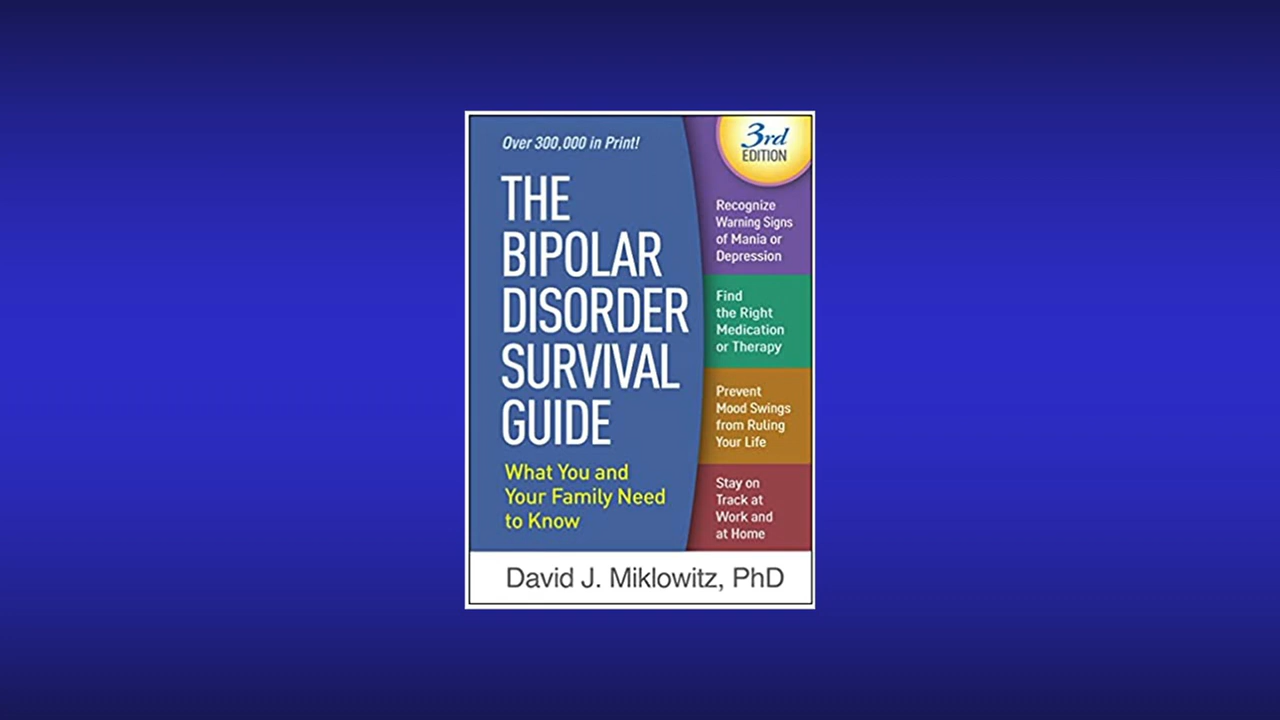 Over 300,000 in Print!
THE
BIPOLAR
DISORDER
SURVIVAL
GUIDE
What You and
Your Family Need
to Know
3rd
EDITION
Recognize
Warning Signs
of Mania or
Depression
Find
the Right
Medication
or Therapy
Prevent
Mood Swings
from Ruling
Your Life
Stay on
Track at
Work and
at Home
David J. Miklowitz, PhD